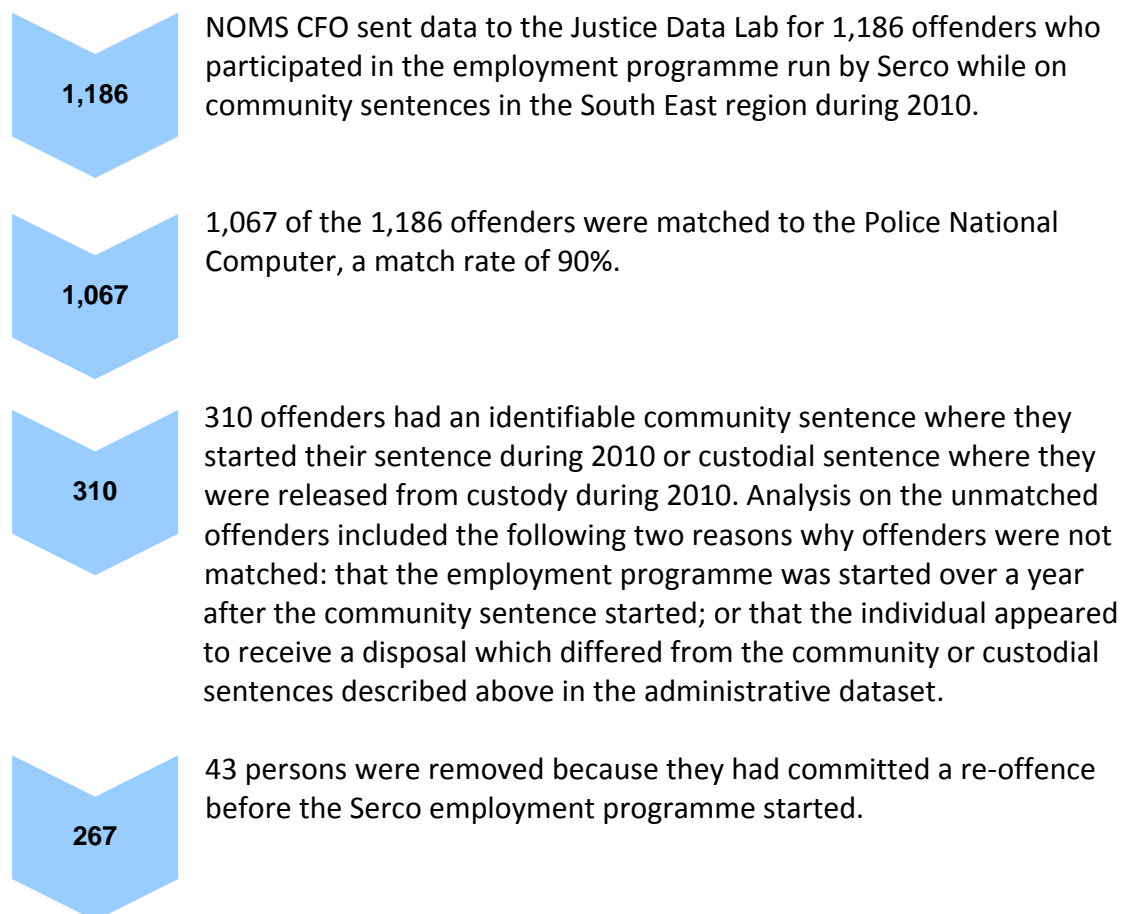 NOMS CFO sent data to the Justice Data Lab for 1,186 offenders who
participated in the employment programme run by Serco while on
community sentences in the South East region during 2010.
1,186
1,067 of the 1,186 offenders were matched to the Police National
Computer, a match rate of 90%.
1,067
310 offenders had an identifiable community sentence where they
started their sentence during 2010 or custodial sentence where they
were released from custody during 2010. Analysis on the unmatched
offenders included the following two reasons why offenders were not
matched: that the employment programme was started over a year
after the community sentence started; or that the individual appeared
to receive a disposal which differed from the community or custodial
sentences described above in the administrative dataset.
310
43 persons were removed because they had committed a re-offence
before the Serco employment programme started.
267